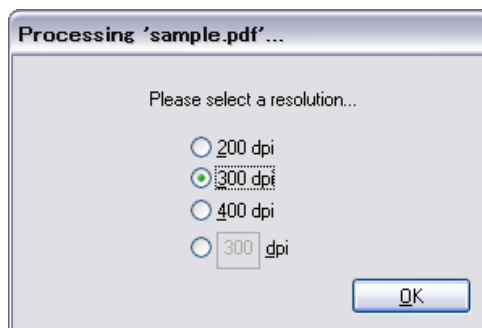 Processing 'sample.pdf'...
Please select a resolution...
200 dpi
300 dpi
400 dpi
300 dpi
OK